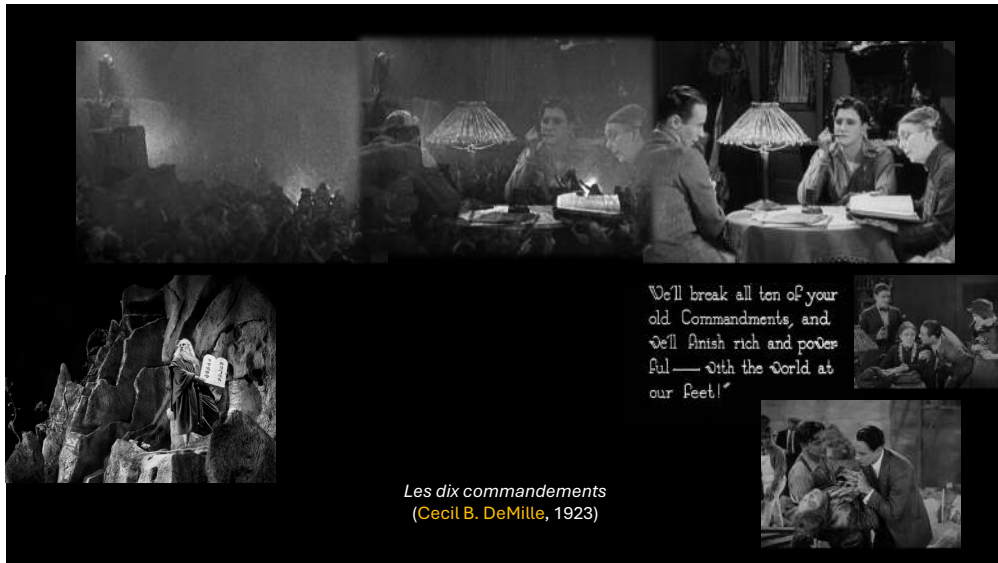 We'll break all ten of your
old Commandments, and
we'll finish rich and power-
ful — with the world at
our feet!"
Les dix commandements
(Cecil B. DeMille, 1923)